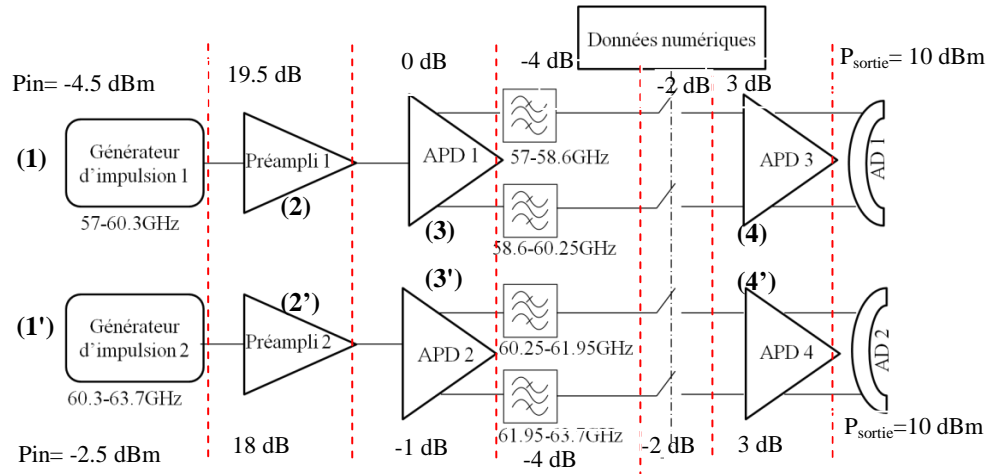 Données numériques
0 dB
-4 dB
P_sortie= 10 dBm
Pin= -4.5 dBm
19.5 dB
-2 dB
3 dB
(1)
Générateur
d'impulsion 1
57-60.3GHz
Préampli 1
(2)
APD 1
(3)
57-58.6GHz
58.6-60.25GHz
APD 3
(4)
AD 1
(1')
Générateur
d'impulsion 2
60.3-63.7GHz
(2')
Préampli 2
(3')
APD 2
60.25-61.95GHz
61.95-63.7GHz
(4')
APD 4
AD 2
Pin= -2.5 dBm
18 dB
-1 dB
-4 dB
-2 dB
3 dB
P_sortie=10 dBm